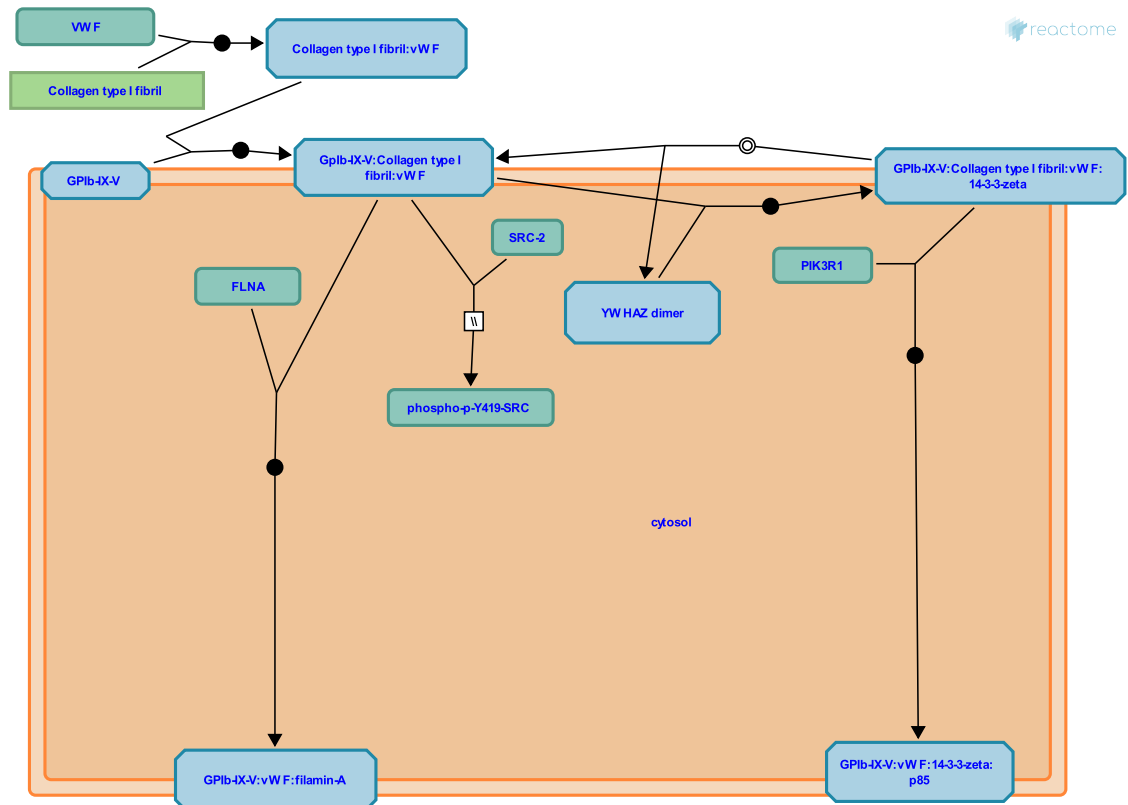 VWF
reactome
Collagen type I fibril:vWF
Collagen type I fibril
GPIb-IX-V
GpIb-IX-V:Collagen type I
fibril:vWF
GPIb-IX-V:Collagen type I fibril:vWF:
14-3-3-zeta
SRC-2
PIK3R1
FLNA
YWHAZ dimer
\\
phospho-p-Y419-SRC
cytosol
GPIb-IX-V:vWF:filamin-A
GPIb-IX-V:vWF:14-3-3-zeta:
p85